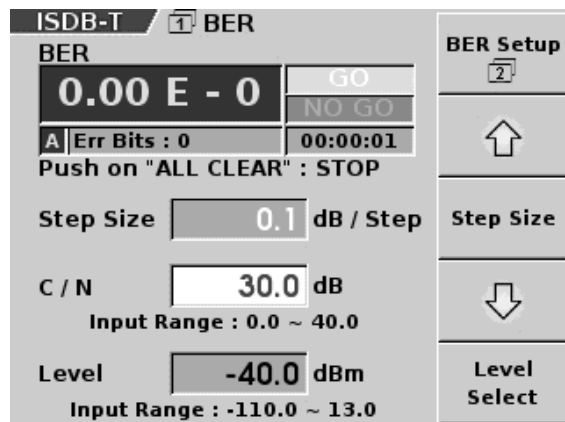 ISDB-T 1 BER
BER
0.00 E - 0
GO
NO GO
A Err Bits : 0 00:00:01
Push on "ALL CLEAR" : STOP
Step Size 0.1 dB / Step
C / N 30.0 dB
Input Range : 0.0 ~ 40.0
Level -40.0 dBm
Input Range : -110.0 ~ 13.0
BER Setup
2
Step Size
Level
Select